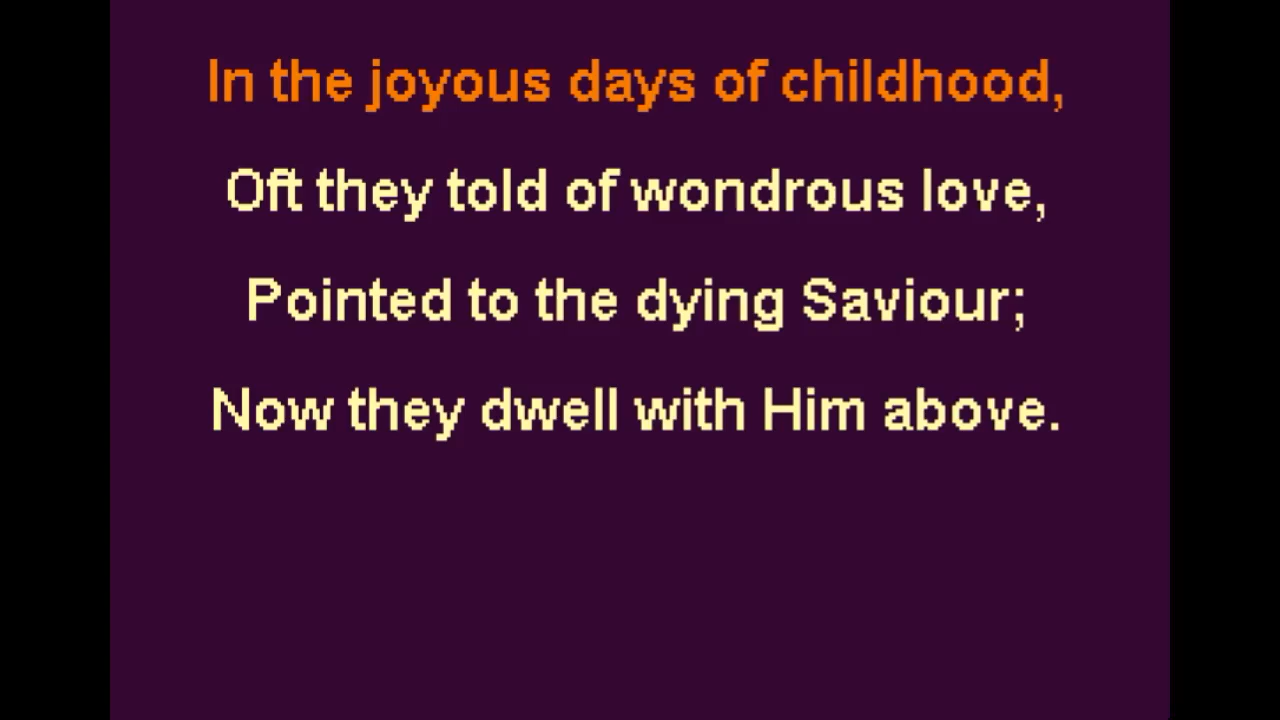 In the joyous days of childhood,
Oft they told of wondrous love,
Pointed to the dying Saviour;
Now they dwell with Him above.